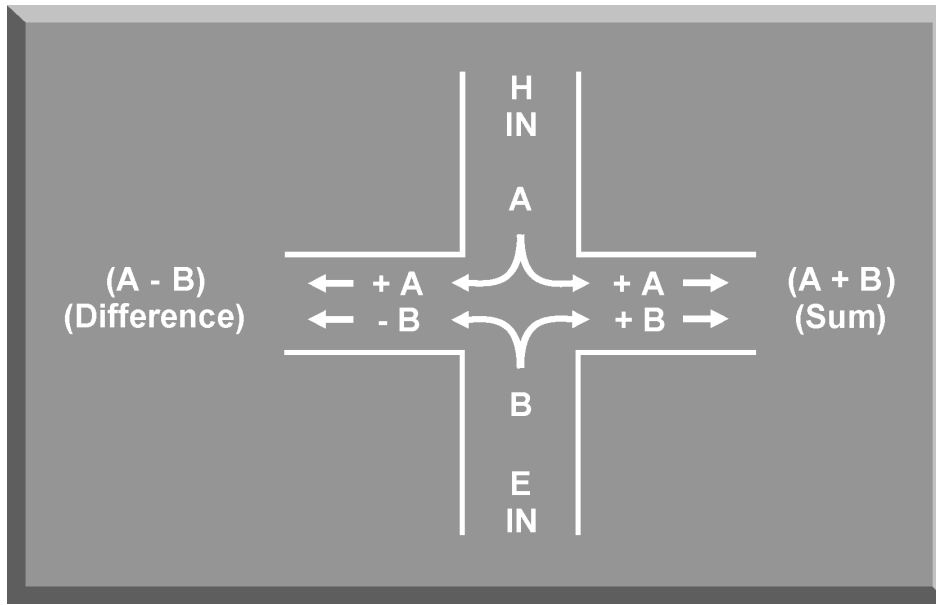 H
IN
A
(A - B)
(Difference)
+ A
- B
+ A
+ B
(A + B)
(Sum)
B
E
IN